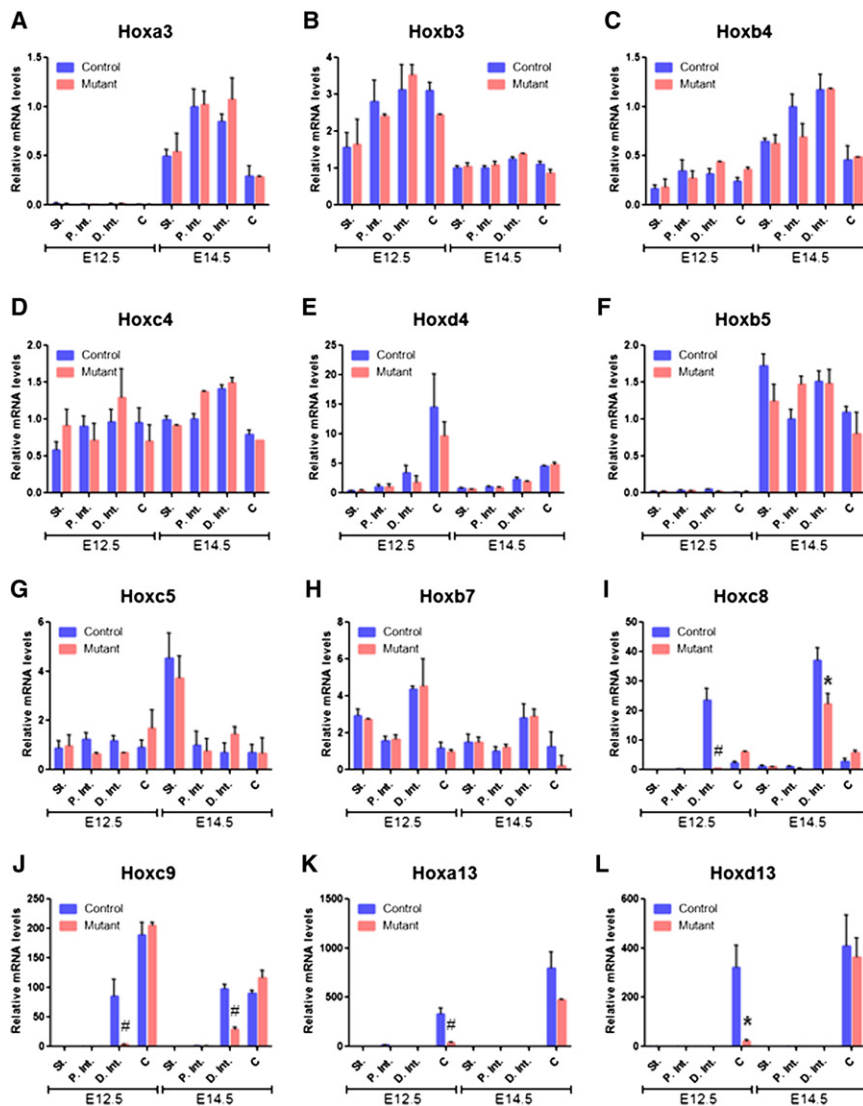 A Hoxa3
Relative mRNA levels
1.5
1.0
0.5
0.0
Control
Mutant
St. P. Int. D. Int. C St. P. Int. D. Int. C
E12.5 E14.5
B Hoxb3
Relative mRNA levels
4
3
2
1
0
Control
Mutant
St. P. Int. D. Int. C St. P. Int. D. Int. C
E12.5 E14.5
C Hoxb4
Relative mRNA levels
1.5
1.0
0.5
0.0
Control
Mutant
St. P. Int. D. Int. C St. P. Int. D. Int. C
E12.5 E14.5
D Hoxc4
Relative mRNA levels
2.0
1.5
1.0
0.5
0.0
Control
Mutant
St. P. Int. D. Int. C St. P. Int. D. Int. C
E12.5 E14.5
E Hoxd4
Relative mRNA levels
25
20
15
10
5
0
Control
Mutant
St. P. Int. D. Int. C St. P. Int. D. Int. C
E12.5 E14.5
F Hoxb5
Relative mRNA levels
2.0
1.5
1.0
0.5
0.0
Control
Mutant
St. P. Int. D. Int. C St. P. Int. D. Int. C
E12.5 E14.5
G Hoxc5
Relative mRNA levels
6
4
2
0
Control
Mutant
St. P. Int. D. Int. C St. P. Int. D. Int. C
E12.5 E14.5
H Hoxb7
Relative mRNA levels
8
6
4
2
0
Control
Mutant
St. P. Int. D. Int. C St. P. Int. D. Int. C
E12.5 E14.5
I Hoxc8
Relative mRNA levels
50
40
30
20
10
0
Control
Mutant
# *
St. P. Int. D. Int. C St. P. Int. D. Int. C
E12.5 E14.5
J Hoxc9
Relative mRNA levels
250
200
150
100
50
0
Control
Mutant
# #
St. P. Int. D. Int. C St. P. Int. D. Int. C
E12.5 E14.5
K Hoxa13
Relative mRNA levels
1500
1000
500
0
Control
Mutant
#
St. P. Int. D. Int. C St. P. Int. D. Int. C
E12.5 E14.5
L Hoxd13
Relative mRNA levels
600
400
200
0
Control
Mutant
*
St. P. Int. D. Int. C St. P. Int. D. Int. C
E12.5 E14.5